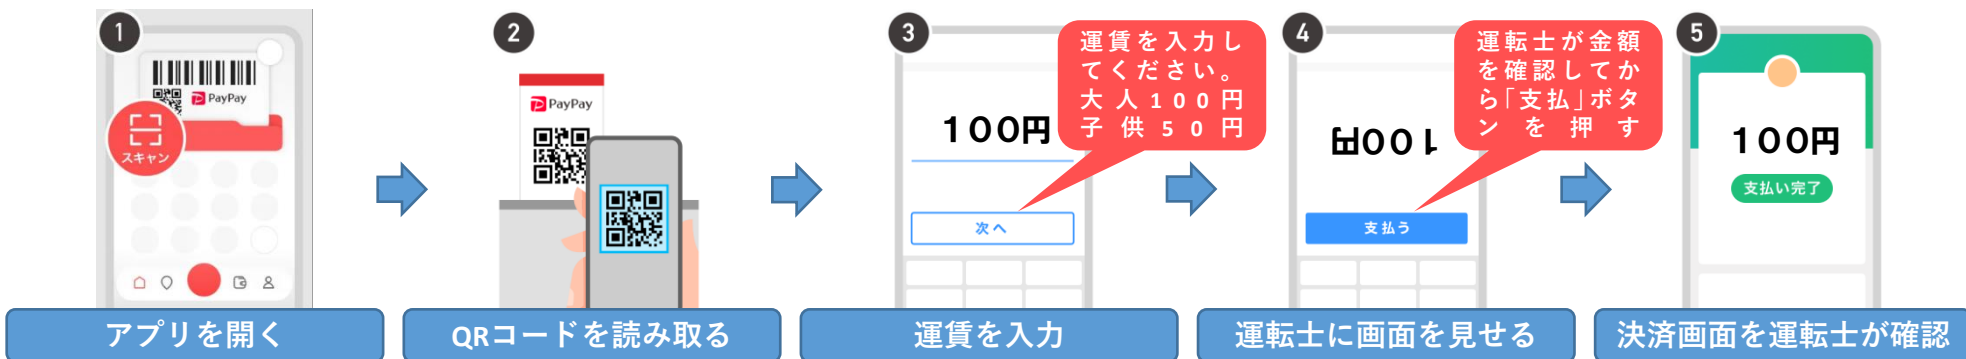 1
PayPay
スキャン
アプリを開く
2
PayPay
QRコードを読み取る
3
運賃を入力し
てください。
大人100円
子供50円
100円
次へ
運賃を入力
4
運転士が金額
を確認してか
ら「支払」ボタ
ンを押す
100円
支払う
運転士に画面を見せる
5
100円
支払い完了
決済画面を運転士が確認